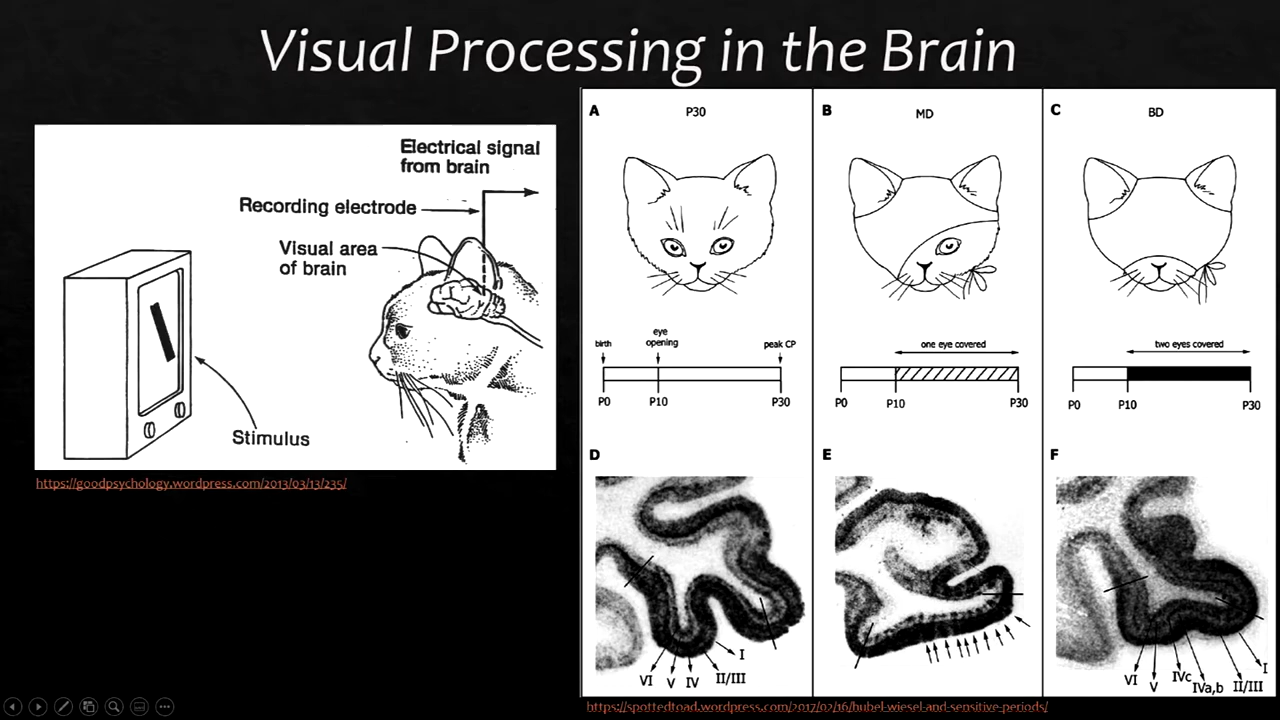 Visual Processing in the Brain
Electrical signal
from brain
Recording electrode
Visual area
of brain
Stimulus
https://goodpsychology.wordpress.com/2013/03/13/235/
A P30
birth
eye
opening
peak CP
P0 P10 P30
B MD
one eye covered
P0 P10 P30
C BD
two eyes covered
P0 P10 P30
D
VI V IV II/III I
E
F
VI V IVc IVa,b II/III I
https://spottedtoad.wordpress.com/2017/02/16/hubel-wiesel-and-sensitive-periods/